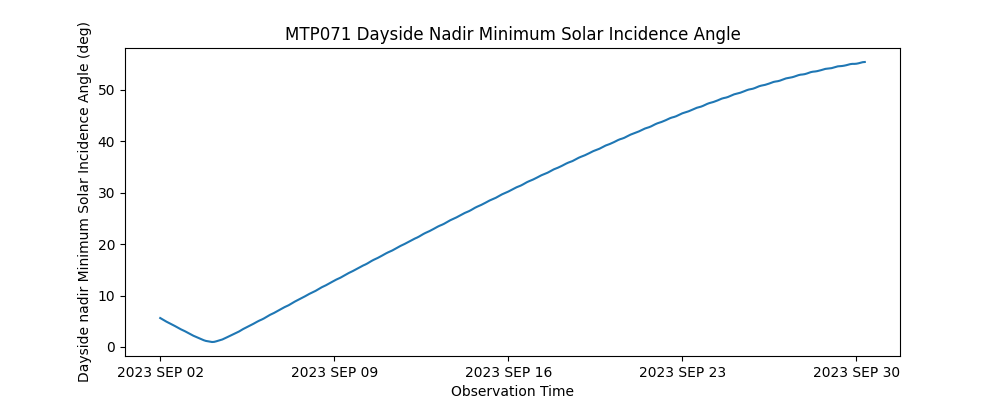 MTP071 Dayside Nadir Minimum Solar Incidence Angle
Dayside nadir Minimum Solar Incidence Angle (deg)
50
40
30
20
10
0
2023 SEP 02
2023 SEP 09
2023 SEP 16
2023 SEP 23
2023 SEP 30
Observation Time